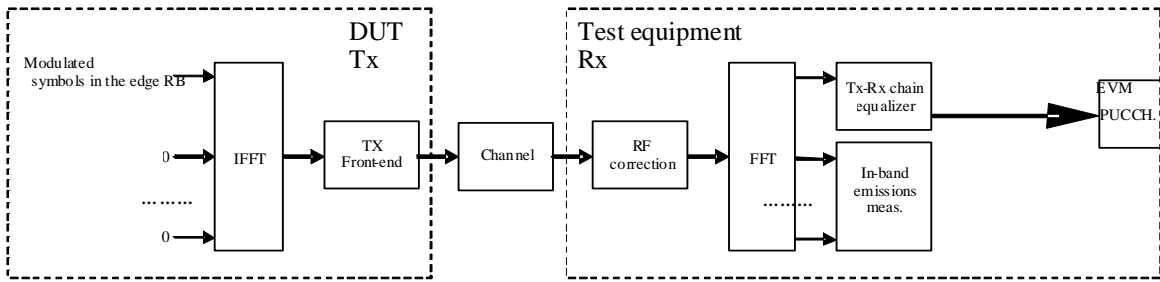 DUT
Tx
Test equipment
Rx
Modulated
symbols in the edge RB
0
………
0
IFFT
TX
Front-end
Channel
RF
correction
FFT
………
Tx-Rx chain
equalizer
In-band
emissions
meas.
EVM
PUCCH.